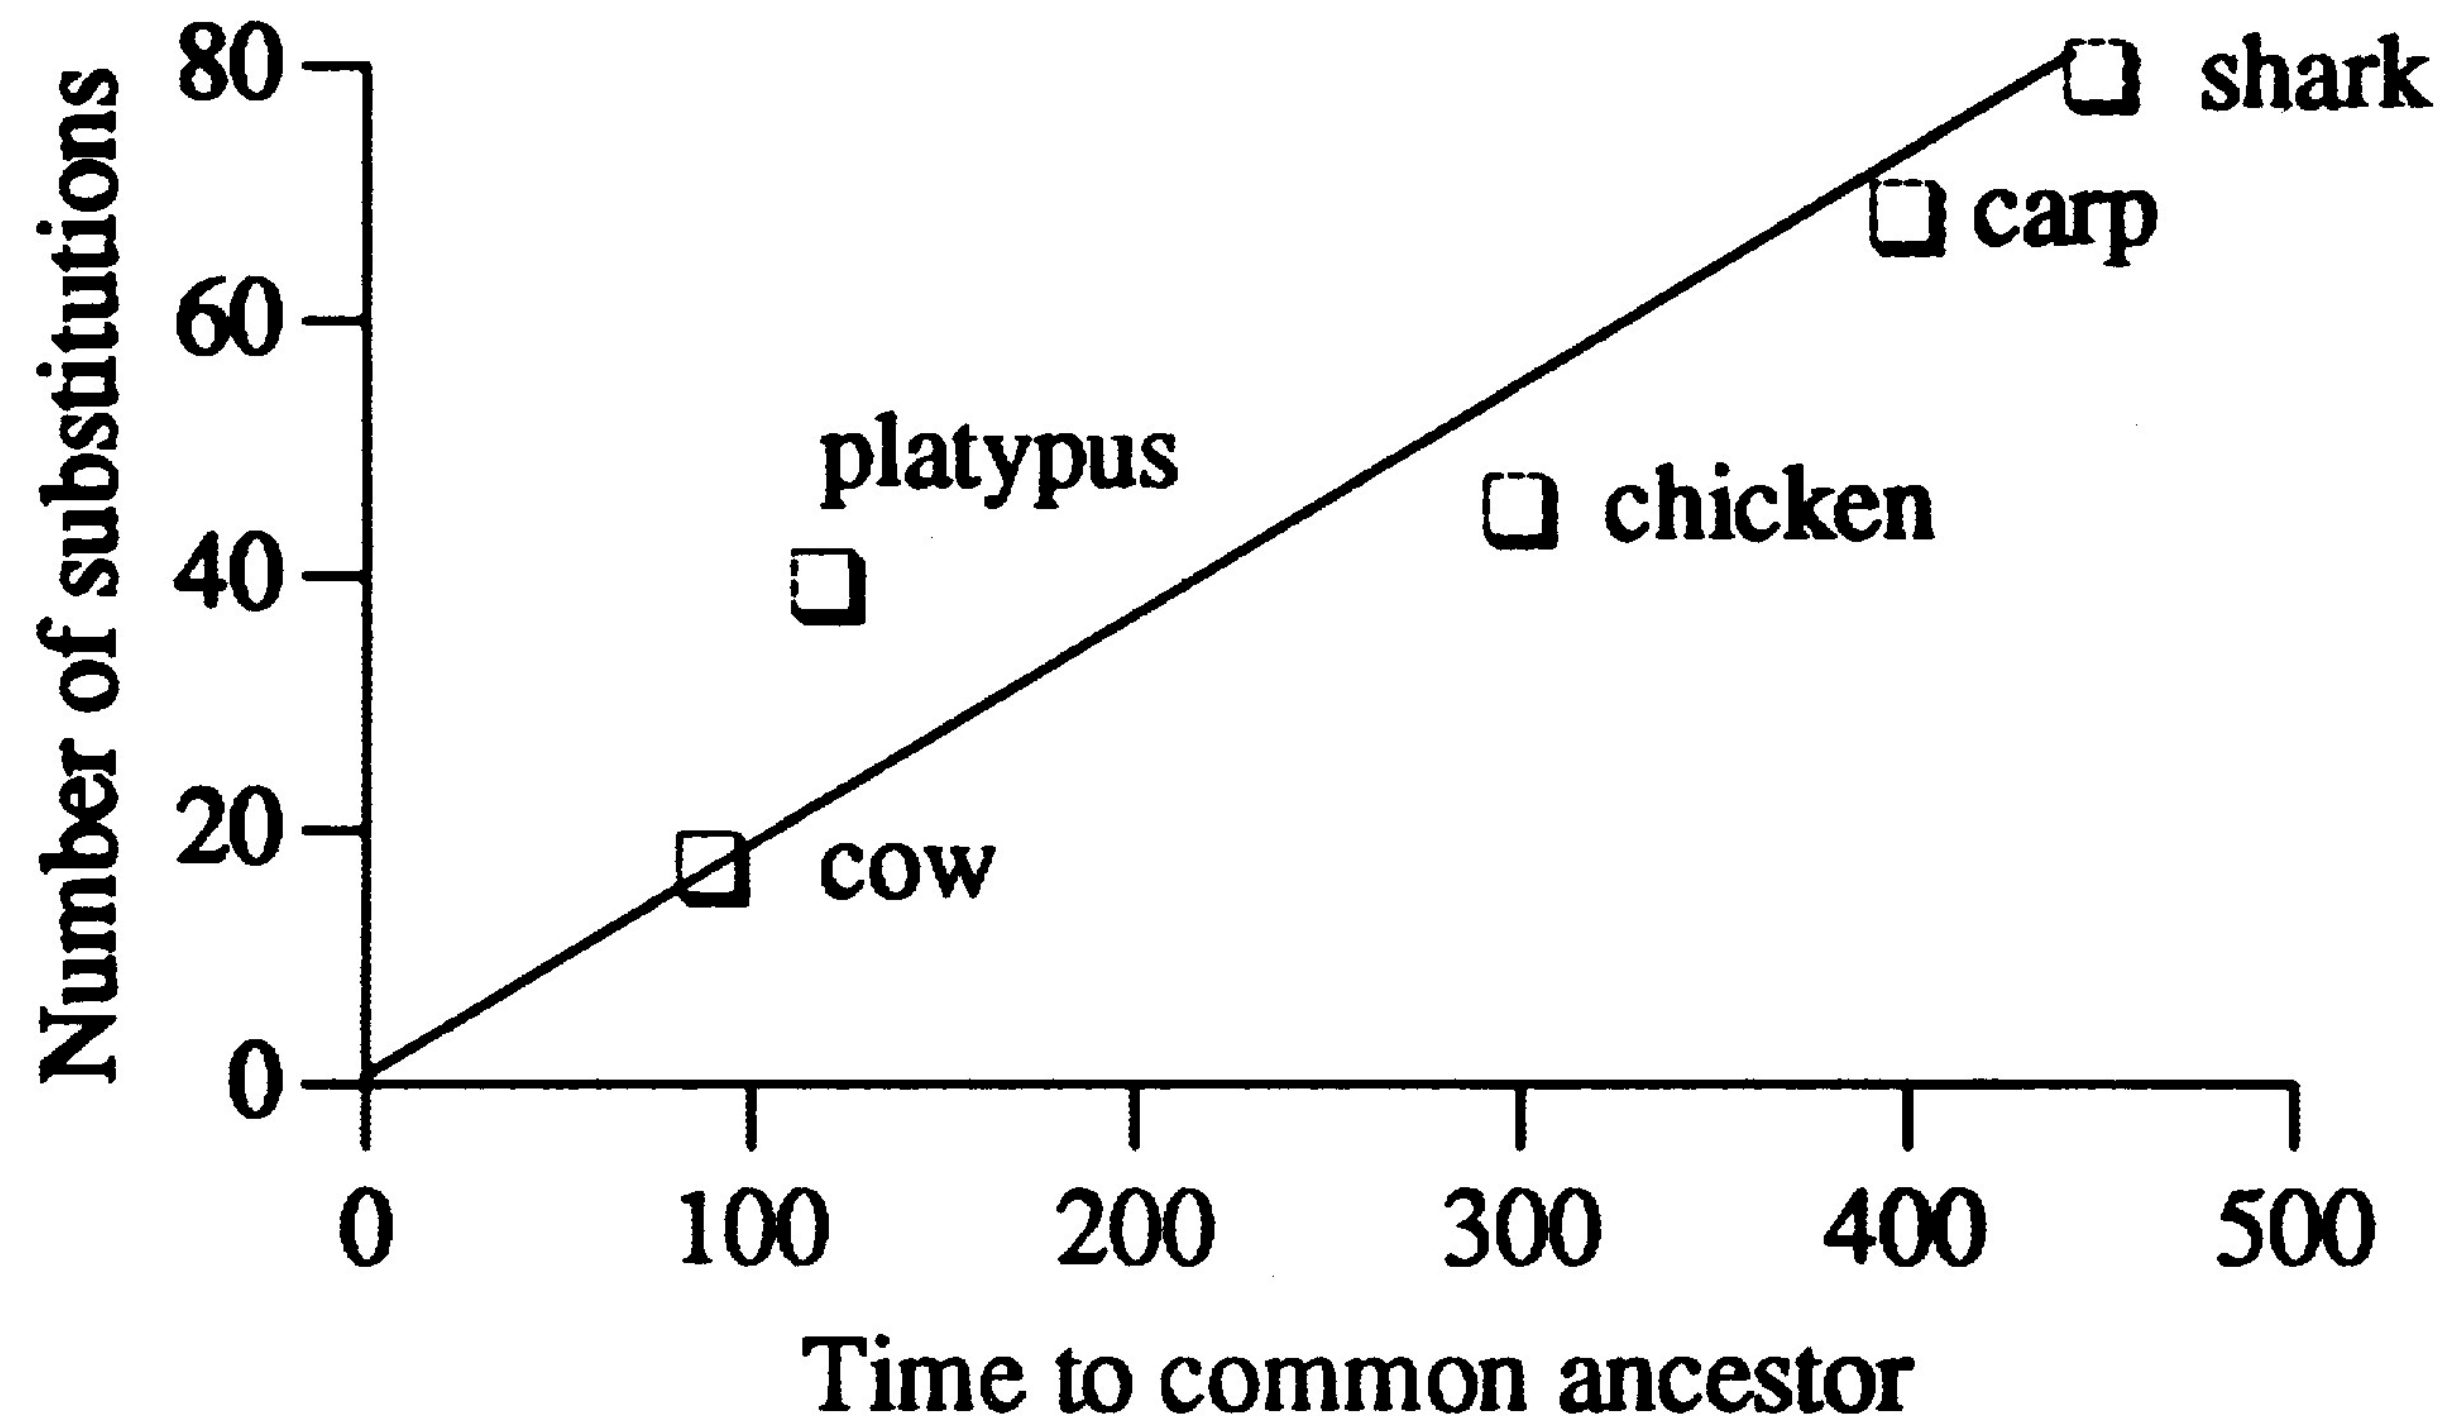 Number of substitutions
80
60
40
20
0
shark
carp
platypus
chicken
cow
0 100 200 300 400 500
Time to common ancestor